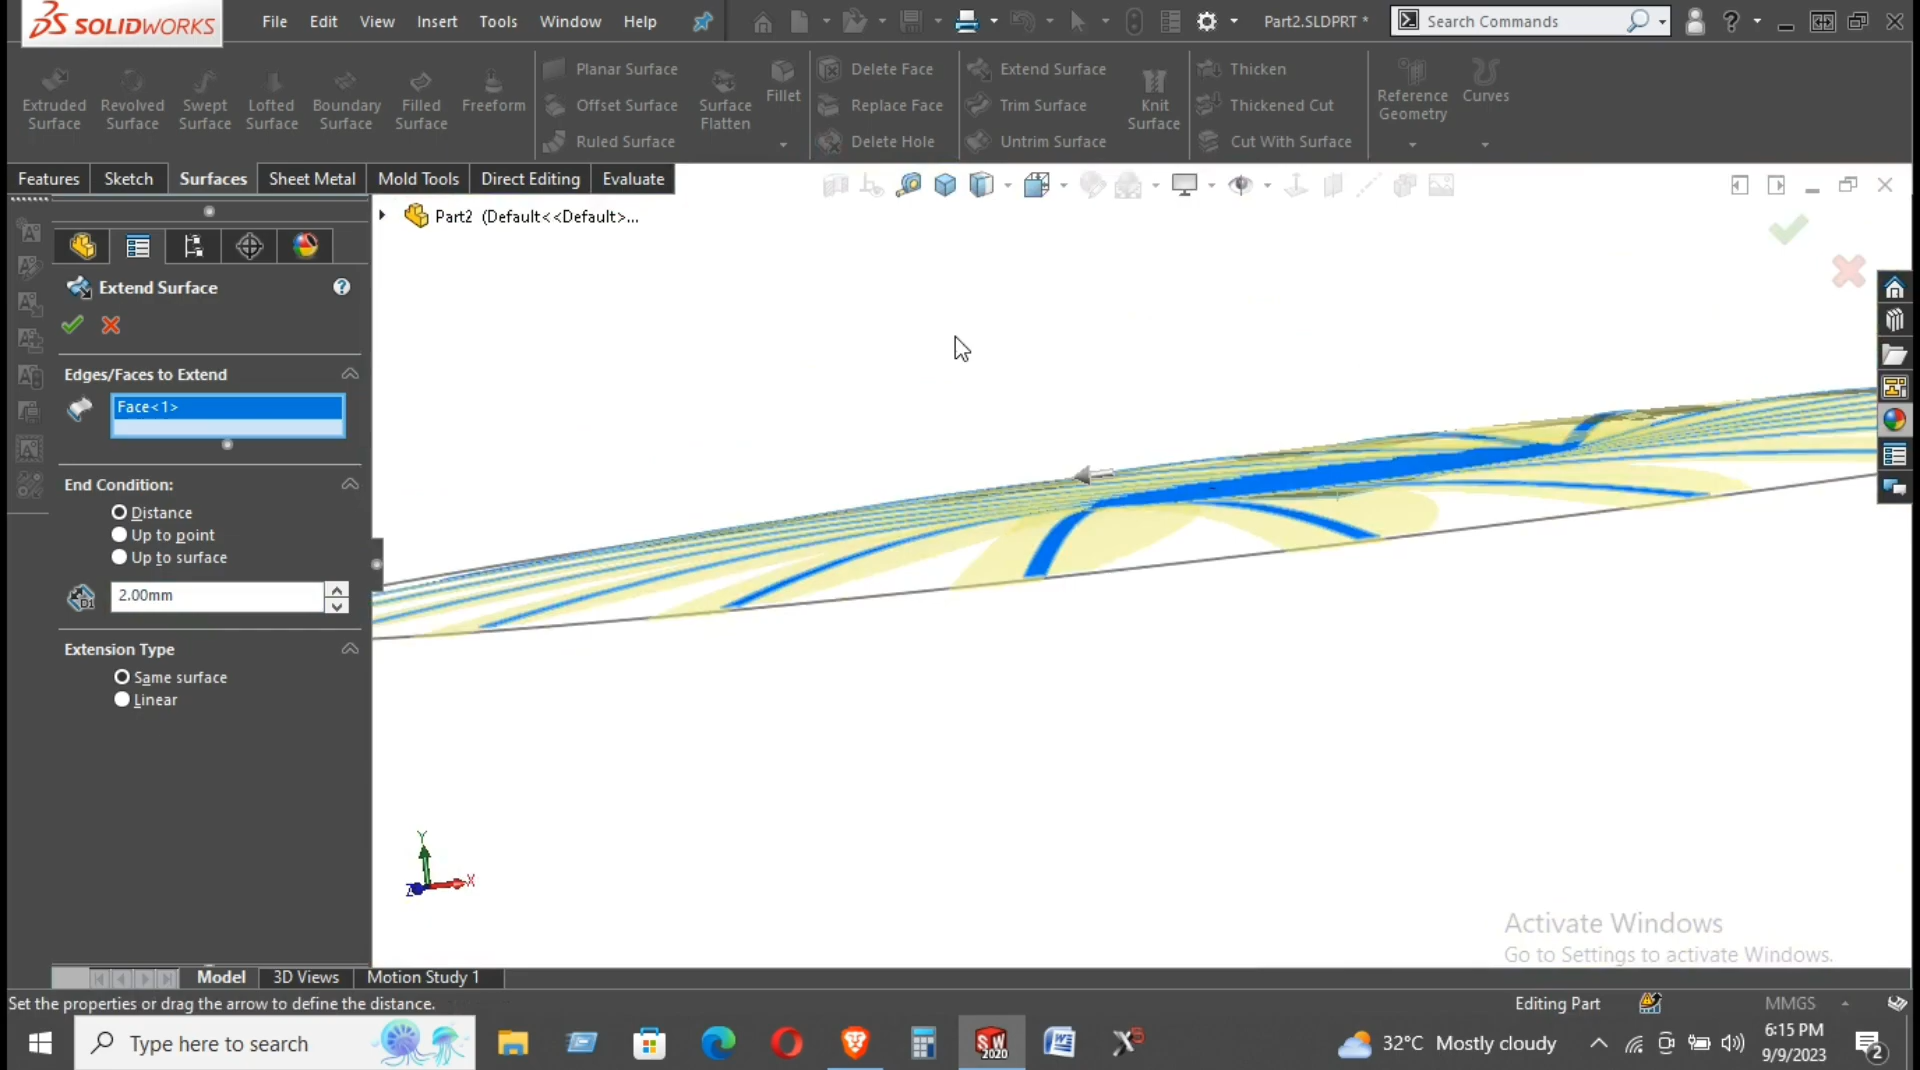 SOLIDWORKS
File Edit View Insert Tools Window Help
Part2.SLDPRT *
Search Commands
Extruded Surface
Revolved Surface
Swept Surface
Lofted Surface
Boundary Surface
Filled Surface
Freeform
Planar Surface
Offset Surface
Ruled Surface
Surface Flatten
Fillet
Delete Face
Replace Face
Delete Hole
Extend Surface
Trim Surface
Untrim Surface
Knit Surface
Thicken
Thickened Cut
Cut With Surface
Reference Geometry
Curves
Features Sketch Surfaces Sheet Metal Mold Tools Direct Editing Evaluate
Part2 (Default<<Default>...
Extend Surface
Edges/Faces to Extend
Face<1>
End Condition:
Distance
Up to point
Up to surface
D1
2.00mm
Extension Type
Same surface
Linear
Y
X
Z
Activate Windows
Go to Settings to activate Windows.
Model 3D Views Motion Study 1
Set the properties or drag the arrow to define the distance.
Editing Part
MMGS
Type here to search
SW 2020
32°C Mostly cloudy
6:15 PM
9/9/2023
2